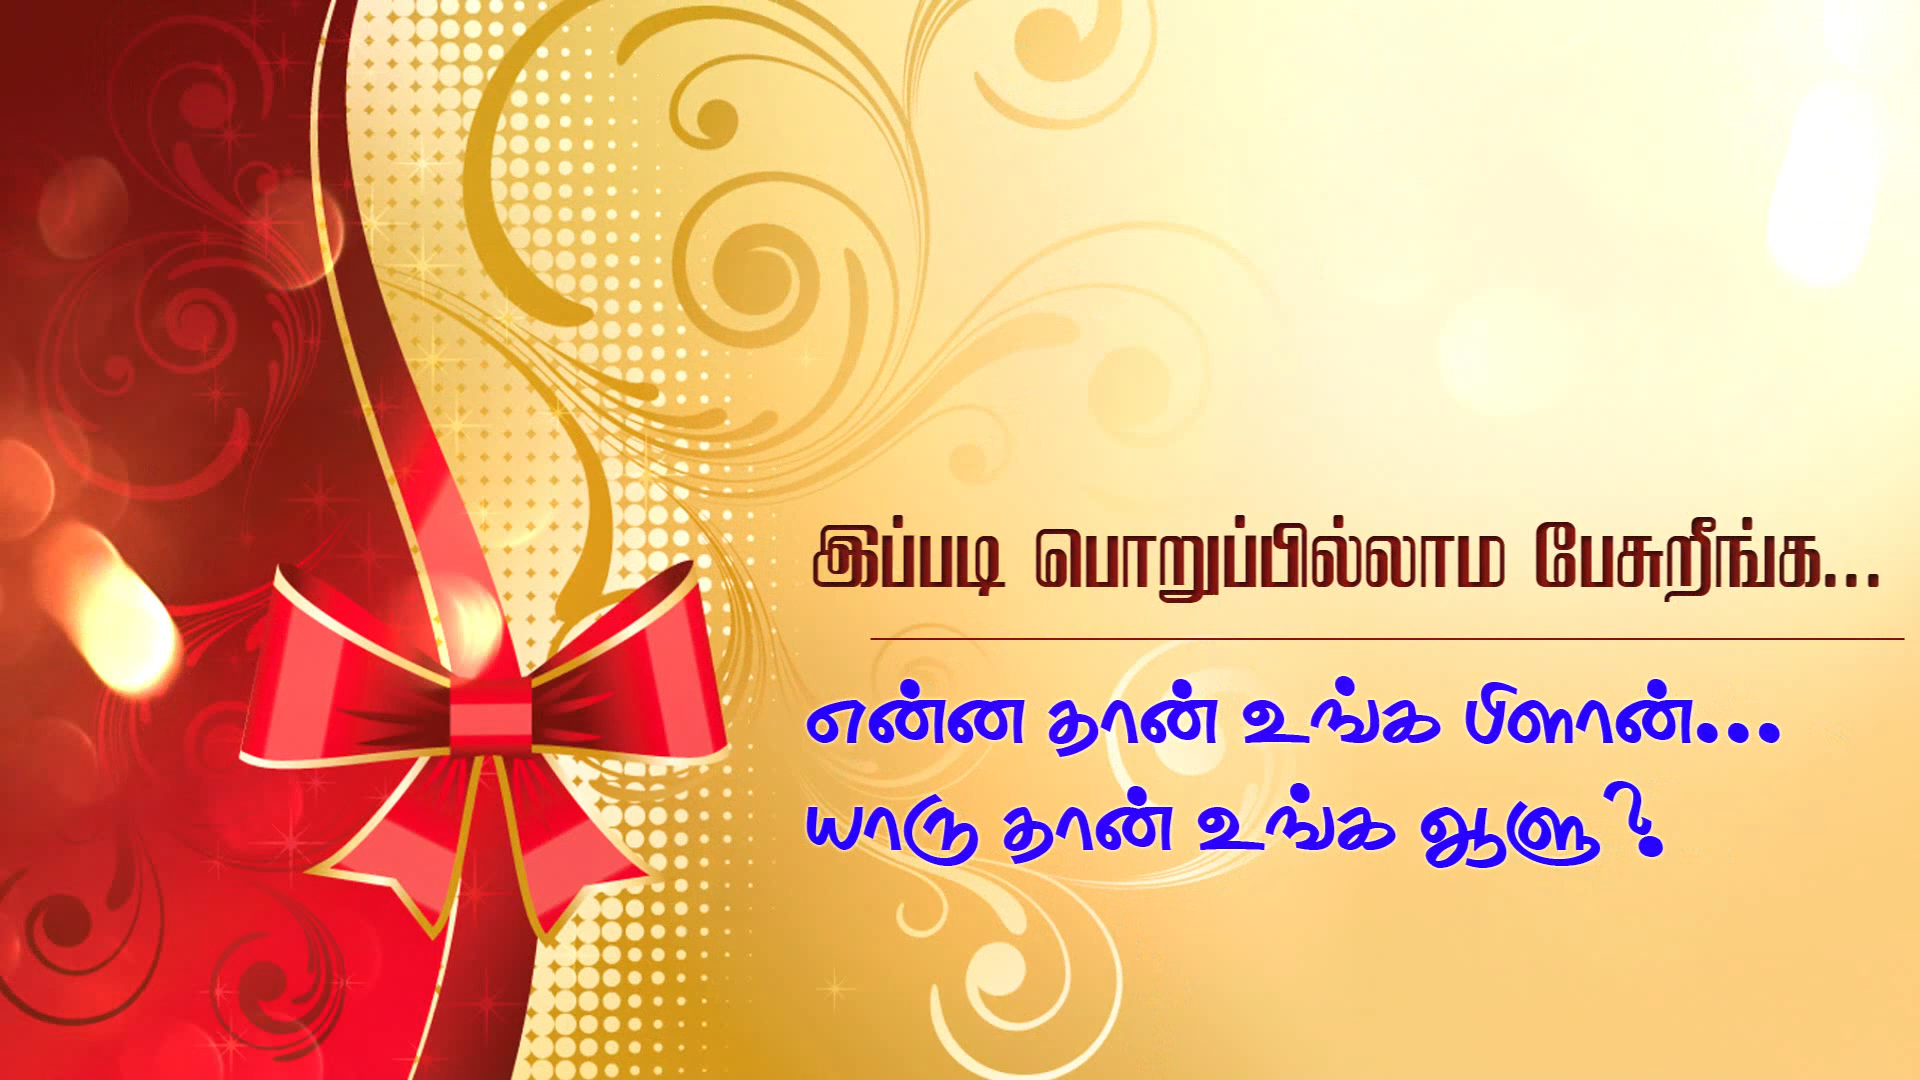 இப்படி பொறுப்பில்லாம பேசுறீங்க...
என்ன தான் உங்க பிளான்...
யாரு தான் உங்க ஆளு?